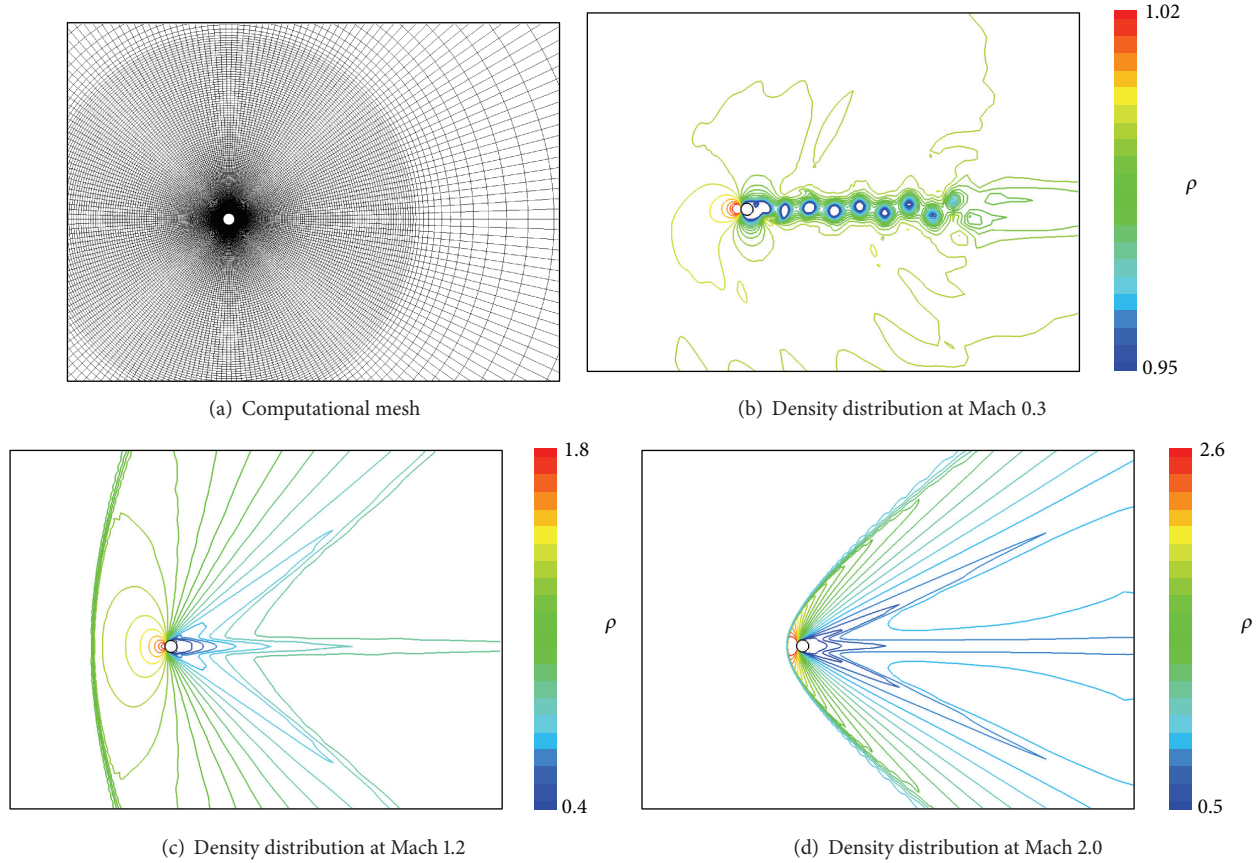 1.02
ρ
0.95
(a) Computational mesh
(b) Density distribution at Mach 0.3
1.8
ρ
0.4
2.6
ρ
0.5
(c) Density distribution at Mach 1.2
(d) Density distribution at Mach 2.0